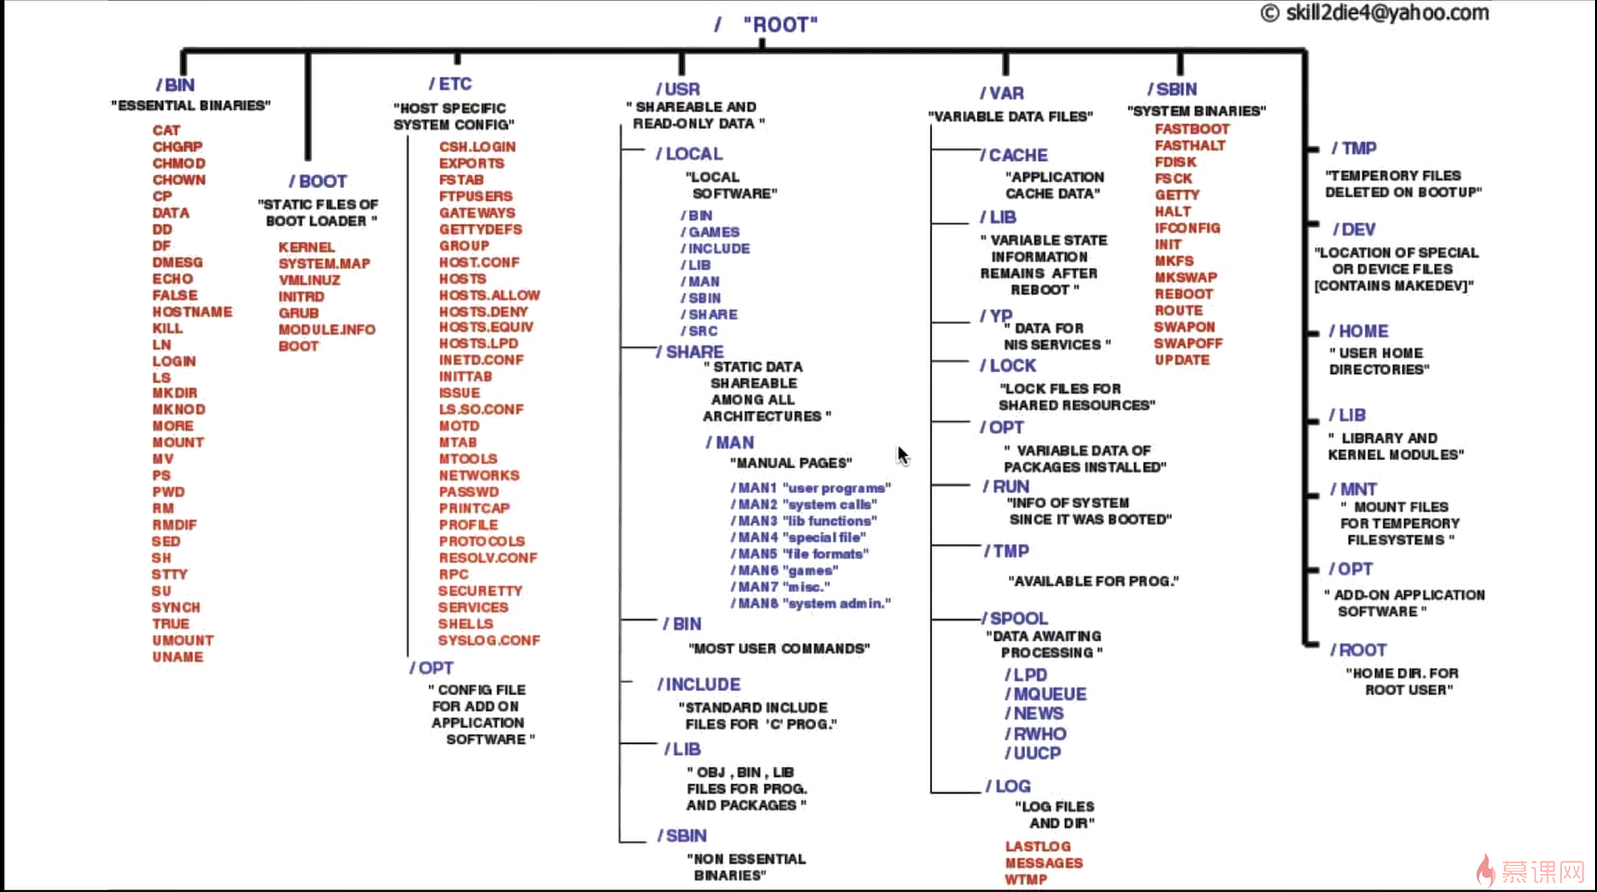 © skill2die4@yahoo.com
/ "ROOT"
/BIN
"ESSENTIAL BINARIES"
CAT
CHGRP
CHMOD
CHOWN
CP
DATA
DD
DF
DMESG
ECHO
FALSE
HOSTNAME
KILL
LN
LOGIN
LS
MKDIR
MKNOD
MORE
MOUNT
MV
PS
PWD
RM
RMDIF
SED
SH
STTY
SU
SYNCH
TRUE
UMOUNT
UNAME
/BOOT
"STATIC FILES OF
BOOT LOADER "
KERNEL
SYSTEM.MAP
VMLINUZ
INITRD
GRUB
MODULE.INFO
BOOT
/ETC
"HOST SPECIFIC
SYSTEM CONFIG"
CSH.LOGIN
EXPORTS
FSTAB
FTPUSERS
GATEWAYS
GETTYDEFS
GROUP
HOST.CONF
HOSTS
HOSTS.ALLOW
HOSTS.DENY
HOSTS.EQUIV
HOSTS.LPD
INETD.CONF
INITTAB
ISSUE
LS.SO.CONF
MOTD
MTAB
MTOOLS
NETWORKS
PASSWD
PRINTCAP
PROFILE
PROTOCOLS
RESOLV.CONF
RPC
SECURETTY
SERVICES
SHELLS
SYSLOG.CONF
/OPT
" CONFIG FILE
FOR ADD ON
APPLICATION
SOFTWARE "
/USR
" SHAREABLE AND
READ-ONLY DATA "
/LOCAL
"LOCAL
SOFTWARE"
/BIN
/GAMES
/INCLUDE
/LIB
/MAN
/SBIN
/SHARE
/SRC
/SHARE
" STATIC DATA
SHAREABLE
AMONG ALL
ARCHITECTURES "
/MAN
"MANUAL PAGES"
/MAN1 "user programs"
/MAN2 "system calls"
/MAN3 "lib functions"
/MAN4 "special file"
/MAN5 "file formats"
/MAN6 "games"
/MAN7 "misc."
/MAN8 "system admin."
/BIN
"MOST USER COMMANDS"
/INCLUDE
"STANDARD INCLUDE
FILES FOR 'C' PROG."
/LIB
" OBJ , BIN , LIB
FILES FOR PROG.
AND PACKAGES "
/SBIN
"NON ESSENTIAL
BINARIES"
/VAR
"VARIABLE DATA FILES"
/CACHE
"APPLICATION
CACHE DATA"
/LIB
" VARIABLE STATE
INFORMATION
REMAINS AFTER
REBOOT "
/YP
" DATA FOR
NIS SERVICES "
/LOCK
"LOCK FILES FOR
SHARED RESOURCES"
/OPT
" VARIABLE DATA OF
PACKAGES INSTALLED"
/RUN
"INFO OF SYSTEM
SINCE IT WAS BOOTED"
/TMP
"AVAILABLE FOR PROG."
/SPOOL
"DATA AWAITING
PROCESSING "
/LPD
/MQUEUE
/NEWS
/RWHO
/UUCP
/LOG
"LOG FILES
AND DIR"
LASTLOG
MESSAGES
WTMP
/SBIN
"SYSTEM BINARIES"
FASTBOOT
FASTHALT
FDISK
FSCK
GETTY
HALT
IFCONFIG
INIT
MKFS
MKSWAP
REBOOT
ROUTE
SWAPON
SWAPOFF
UPDATE
/TMP
"TEMPERORY FILES
DELETED ON BOOTUP"
/DEV
"LOCATION OF SPECIAL
OR DEVICE FILES
[CONTAINS MAKEDEV]"
/HOME
" USER HOME
DIRECTORIES"
/LIB
" LIBRARY AND
KERNEL MODULES"
/MNT
" MOUNT FILES
FOR TEMPERORY
FILESYSTEMS "
/OPT
" ADD-ON APPLICATION
SOFTWARE "
/ROOT
"HOME DIR. FOR
ROOT USER"
慕课网